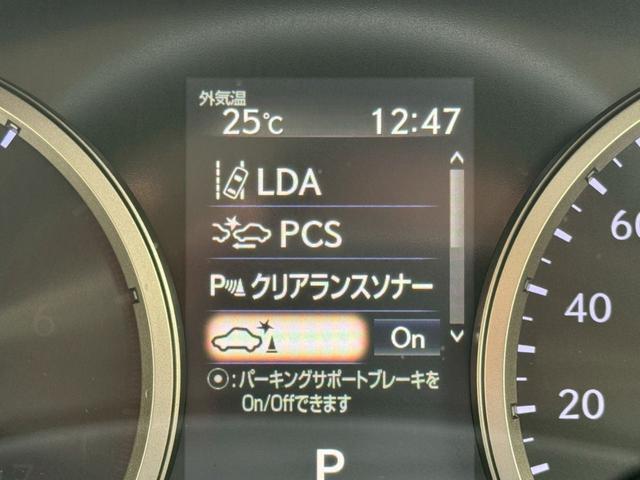 外気温
25℃ 12:47
LDA
PCS
P クリアランスソナー
On
:パーキングサポートブレーキを
On/Offできます
P
60
40
20
6